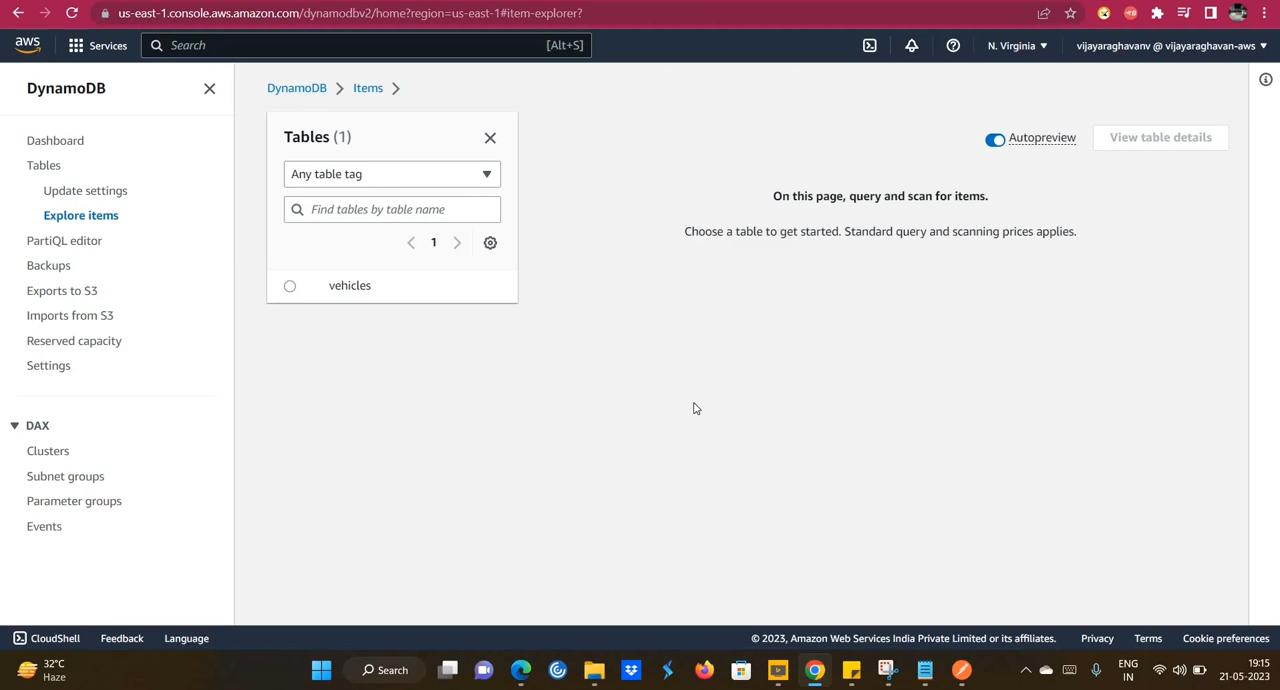 us-east-1.console.aws.amazon.com/dynamodbv2/home?region=us-east-1#item-explorer?
aws
Services
Search
[Alt+S]
N. Virginia
vijayaraghavanv @ vijayaraghavan-aws
DynamoDB
Dashboard
Tables
Update settings
Explore items
PartiQL editor
Backups
Exports to S3
Imports from S3
Reserved capacity
Settings
DAX
Clusters
Subnet groups
Parameter groups
Events
DynamoDB
Items
Tables (1)
Any table tag
Find tables by table name
1
vehicles
Autopreview
View table details
On this page, query and scan for items.
Choose a table to get started. Standard query and scanning prices applies.
CloudShell
Feedback
Language
© 2023, Amazon Web Services India Private Limited or its affiliates.
Privacy
Terms
Cookie preferences
32°C
Haze
Search
ENG
IN
19:15
21-05-2023